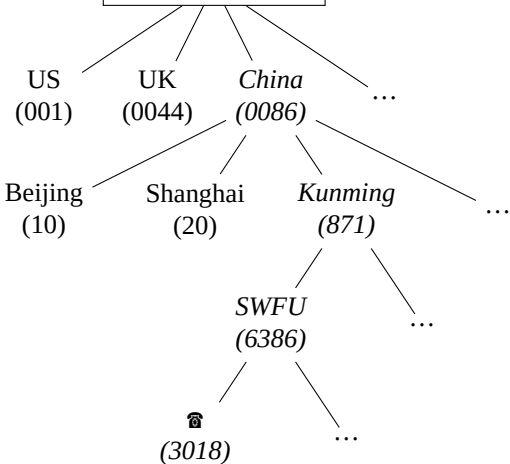 US UK China …
(001) (0044) (0086)
Beijing Shanghai Kunming …
(10) (20) (871)
SWFU …
(6386)
☎ …
(3018)